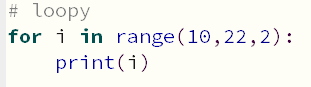 # loopy
for i in range(10,22,2):
    print(i)